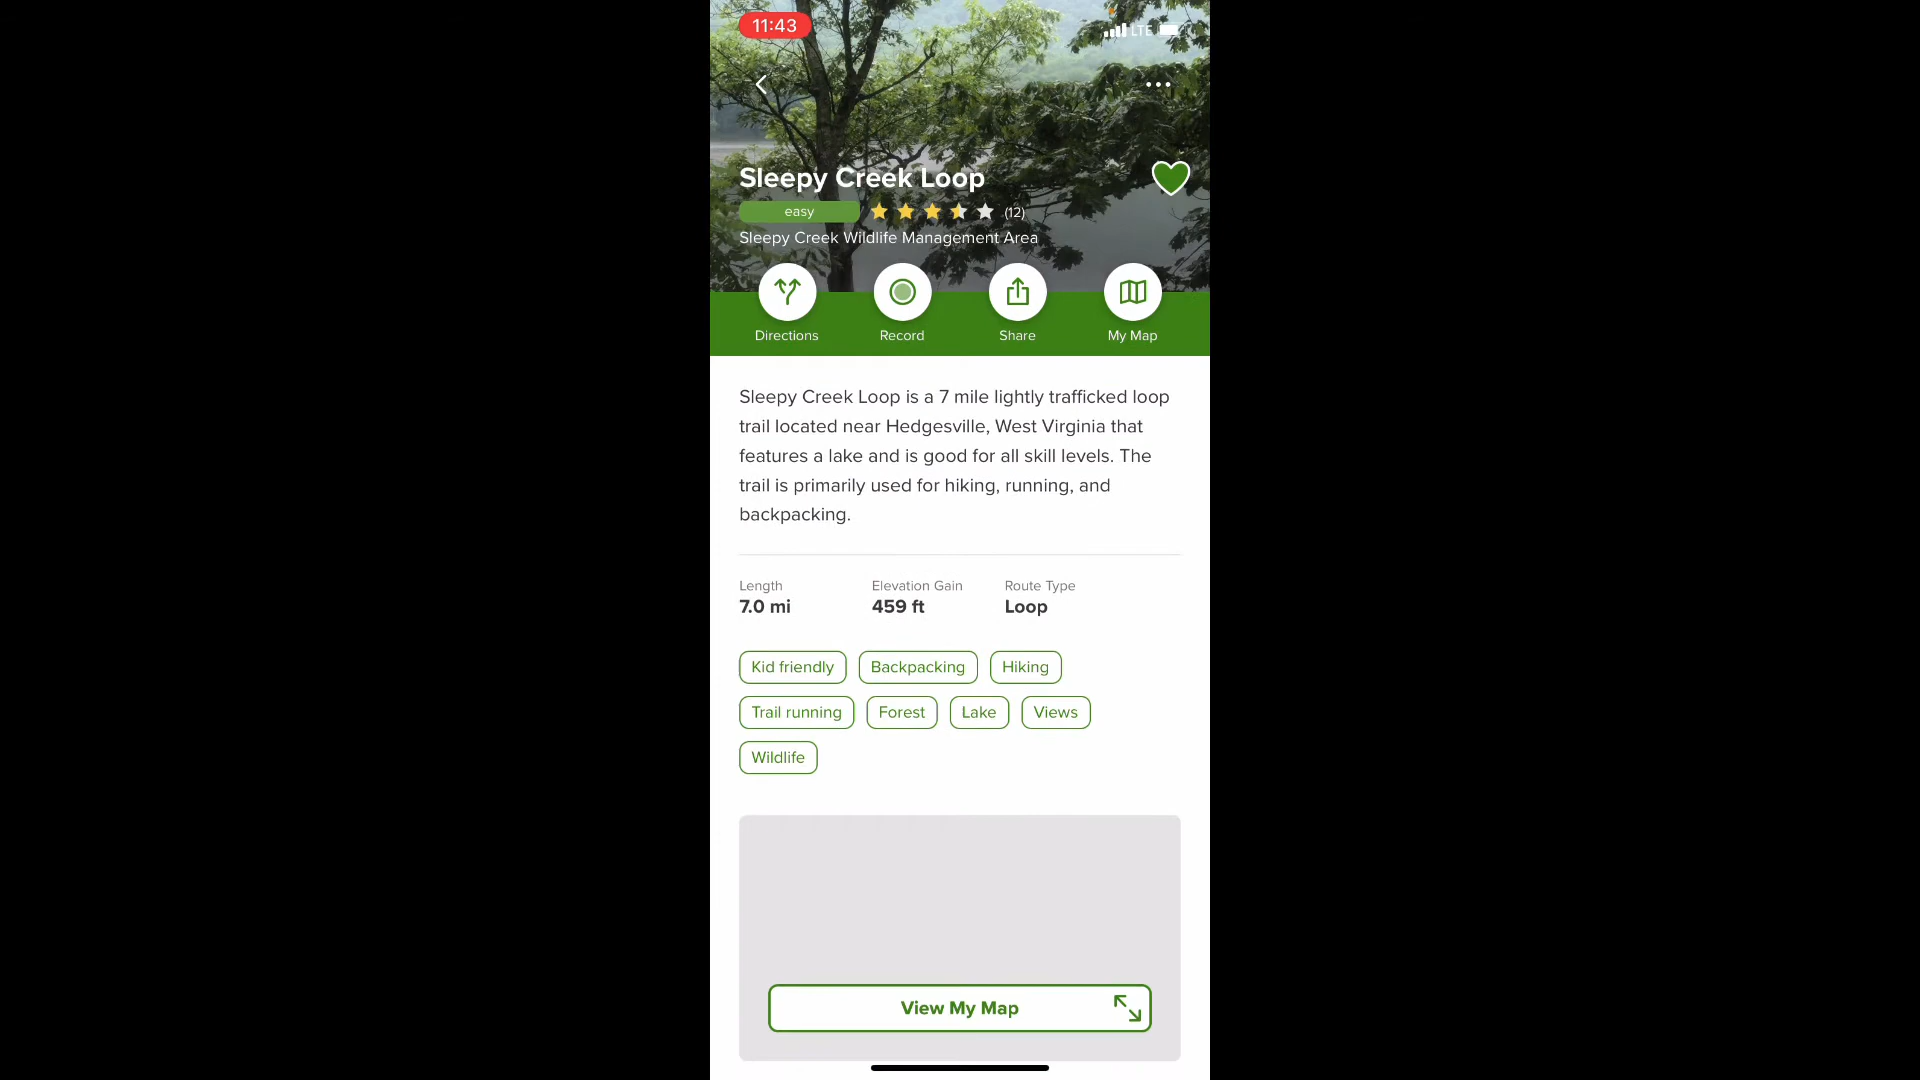 11:43
LTE
Sleepy Creek Loop
easy
(12)
Sleepy Creek Wildlife Management Area
Directions
Record
Share
My Map
Sleepy Creek Loop is a 7 mile lightly trafficked loop
trail located near Hedgesville, West Virginia that
features a lake and is good for all skill levels. The
trail is primarily used for hiking, running, and
backpacking.
Length
Elevation Gain
Route Type
7.0 mi
459 ft
Loop
Kid friendly
Backpacking
Hiking
Trail running
Forest
Lake
Views
Wildlife
View My Map